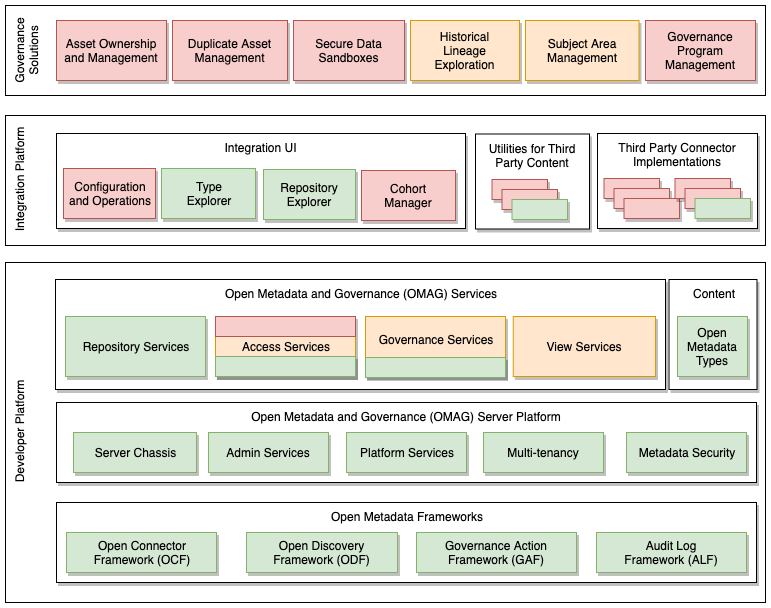 Governance
Solutions
Asset Ownership
and Management
Duplicate Asset
Management
Secure Data
Sandboxes
Historical
Lineage
Exploration
Subject Area
Management
Governance
Program
Management
Integration Platform
Integration UI
Configuration
and Operations
Type
Explorer
Repository
Explorer
Cohort
Manager
Utilities for Third
Party Content
Third Party Connector
Implementations
Developer Platform
Open Metadata and Governance (OMAG) Services
Repository Services
Access Services
Governance Services
View Services
Content
Open
Metadata
Types
Open Metadata and Governance (OMAG) Server Platform
Server Chassis
Admin Services
Platform Services
Multi-tenancy
Metadata Security
Open Metadata Frameworks
Open Connector
Framework (OCF)
Open Discovery
Framework (ODF)
Governance Action
Framework (GAF)
Audit Log
Framework (ALF)